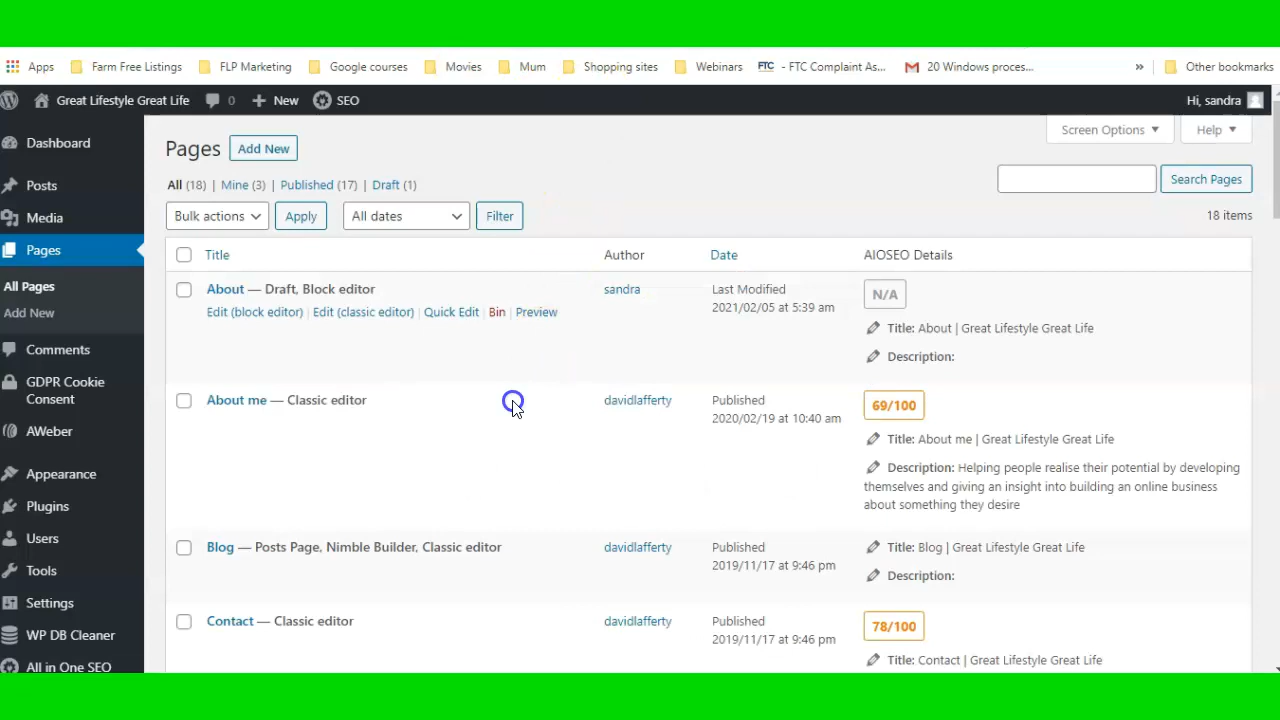 Apps Farm Free Listings FLP Marketing Google courses Movies Mum Shopping sites Webinars FTC - FTC Complaint As... 20 Windows proces... » Other bookmarks
Great Lifestyle Great Life 0 New SEO Hi, sandra
Screen Options Help
Dashboard
Posts
Media
Pages
All Pages
Add New
Comments
GDPR Cookie
Consent
AWeber
Appearance
Plugins
Users
Tools
Settings
WP DB Cleaner
All in One SEO
Pages Add New
All (18) | Mine (3) | Published (17) | Draft (1)
Search Pages
Bulk actions Apply All dates Filter
18 items
Title Author Date AIOSEO Details
About — Draft, Block editor
Edit (block editor) | Edit (classic editor) | Quick Edit | Bin | Preview
sandra
Last Modified
2021/02/05 at 5:39 am
N/A
Title: About | Great Lifestyle Great Life
Description:
About me — Classic editor
davidlafferty
Published
2020/02/19 at 10:40 am
69/100
Title: About me | Great Lifestyle Great Life
Description: Helping people realise their potential by developing
themselves and giving an insight into building an online business
about something they desire
Blog — Posts Page, Nimble Builder, Classic editor
davidlafferty
Published
2019/11/17 at 9:46 pm
Title: Blog | Great Lifestyle Great Life
Description:
Contact — Classic editor
davidlafferty
Published
2019/11/17 at 9:46 pm
78/100
Title: Contact | Great Lifestyle Great Life